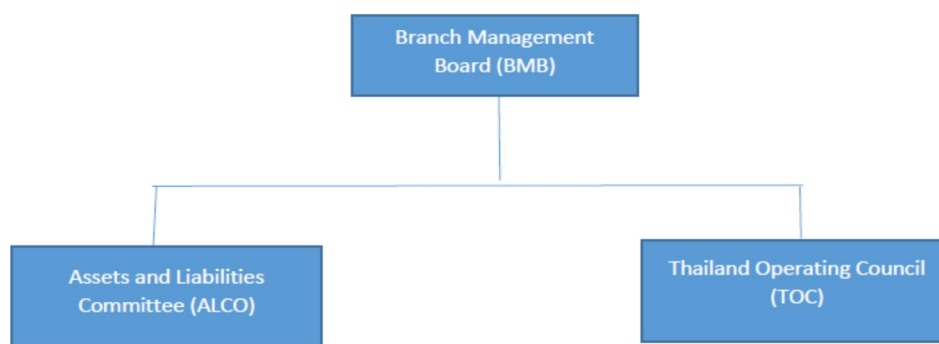 Branch Management
Board (BMB)
Assets and Liabilities
Committee (ALCO)
Thailand Operating Council
(TOC)